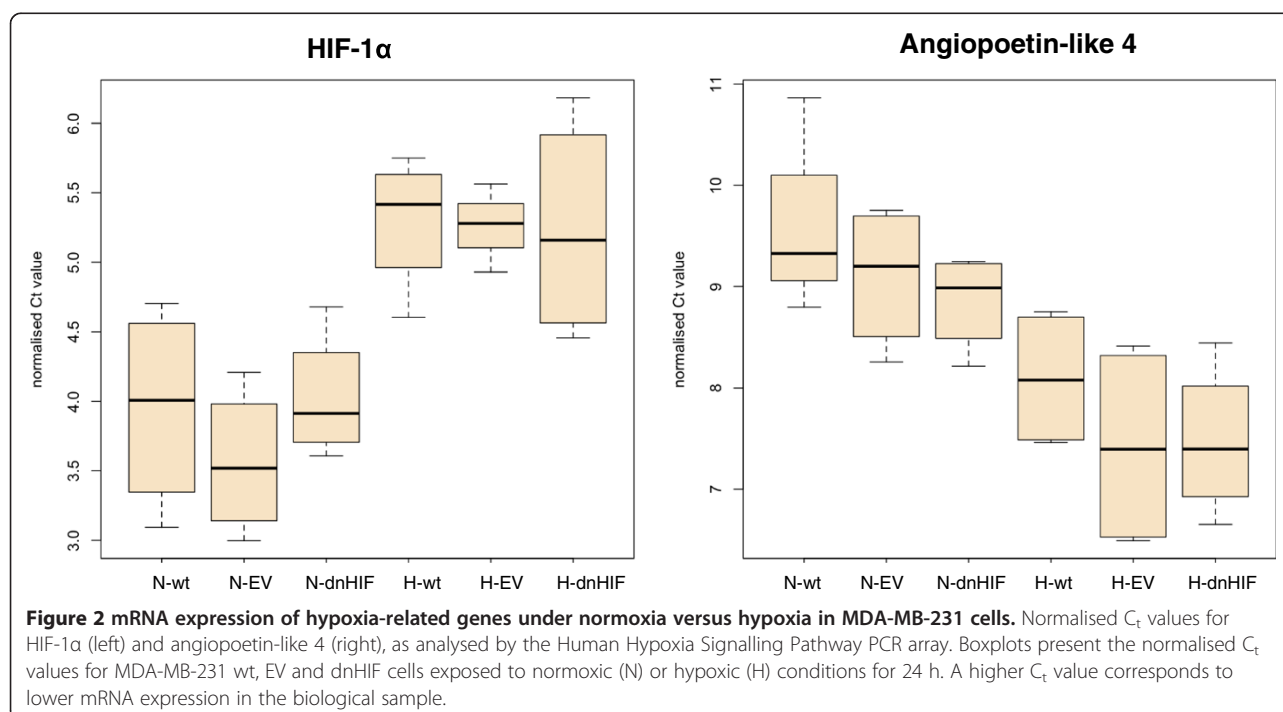 HIF-1α
Angiopoetin-like 4
normalised Ct value
6.0
5.5
5.0
4.5
4.0
3.5
3.0
N-wt N-EV N-dnHIF H-wt H-EV H-dnHIF
normalised Ct value
11
10
9
8
7
N-wt N-EV N-dnHIF H-wt H-EV H-dnHIF
Figure 2 mRNA expression of hypoxia-related genes under normoxia versus hypoxia in MDA-MB-231 cells. Normalised Ct values for
HIF-1α (left) and angiopoetin-like 4 (right), as analysed by the Human Hypoxia Signalling Pathway PCR array. Boxplots present the normalised Ct
values for MDA-MB-231 wt, EV and dnHIF cells exposed to normoxic (N) or hypoxic (H) conditions for 24 h. A higher Ct value corresponds to
lower mRNA expression in the biological sample.